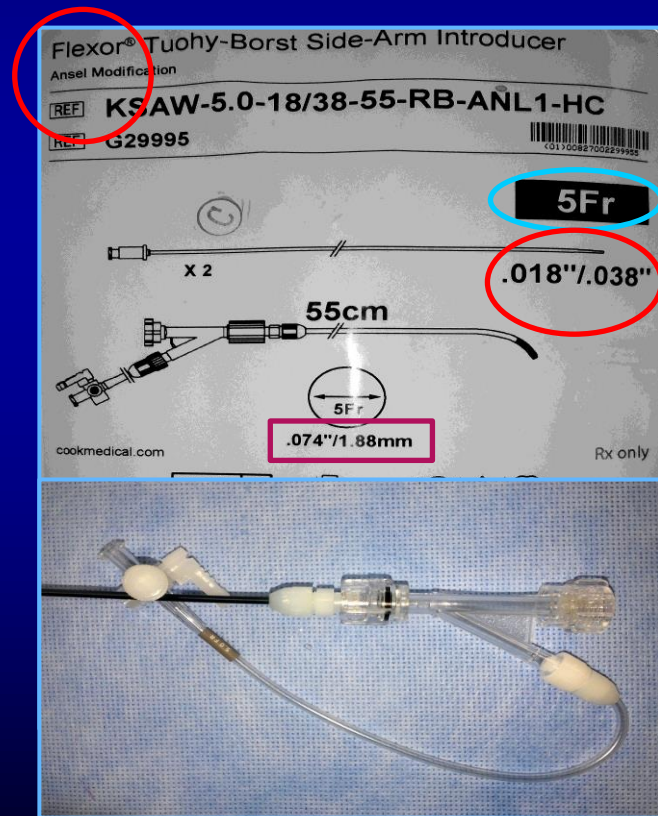 Flexor® Tuohy-Borst Side-Arm Introducer
Ansel Modification
REF KSAW-5.0-18/38-55-RB-ANL1-HC
REF G29995
(01)00827002299955
C
5Fr
X 2
.018"/.038"
55cm
5Fr
.074"/1.88mm
cookmedical.com
Rx only